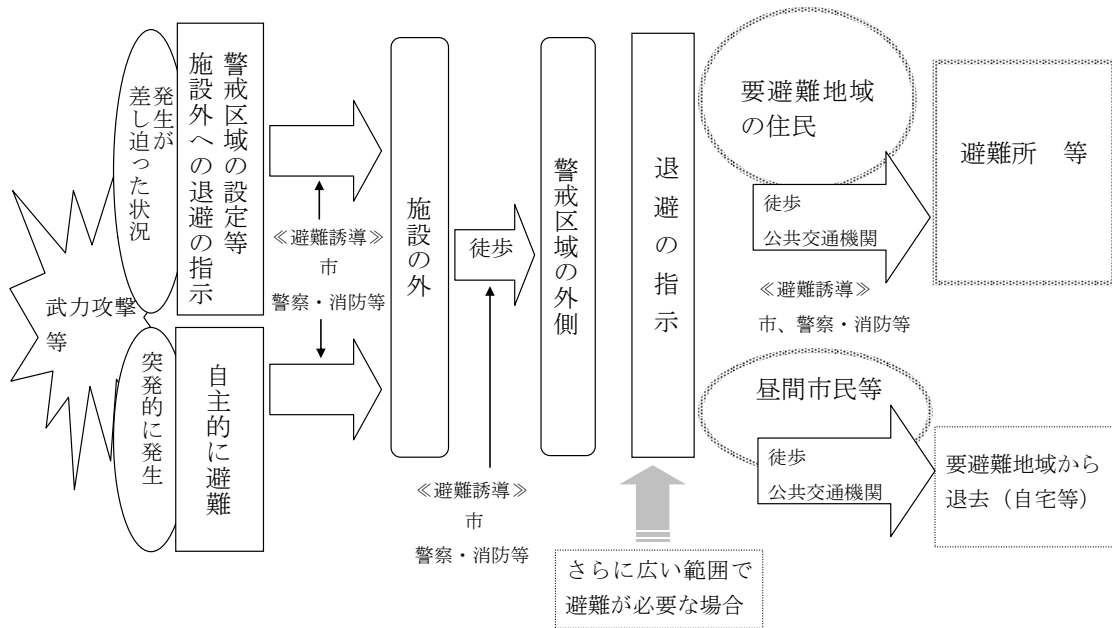 武力攻撃
等
発生が
差し迫った状況
警戒区域の設定等
施設外への退避の指示
突発的に発生
自主的に避難
≪避難誘導≫
市
警察・消防等
施設の外
徒歩
≪避難誘導≫
市
警察・消防等
警戒区域の外側
退避の指示
さらに広い範囲で
避難が必要な場合
要避難地域
の住民
徒歩
公共交通機関
≪避難誘導≫
市、警察・消防等
避難所 等
昼間市民等
徒歩
公共交通機関
要避難地域から
退去（自宅等）